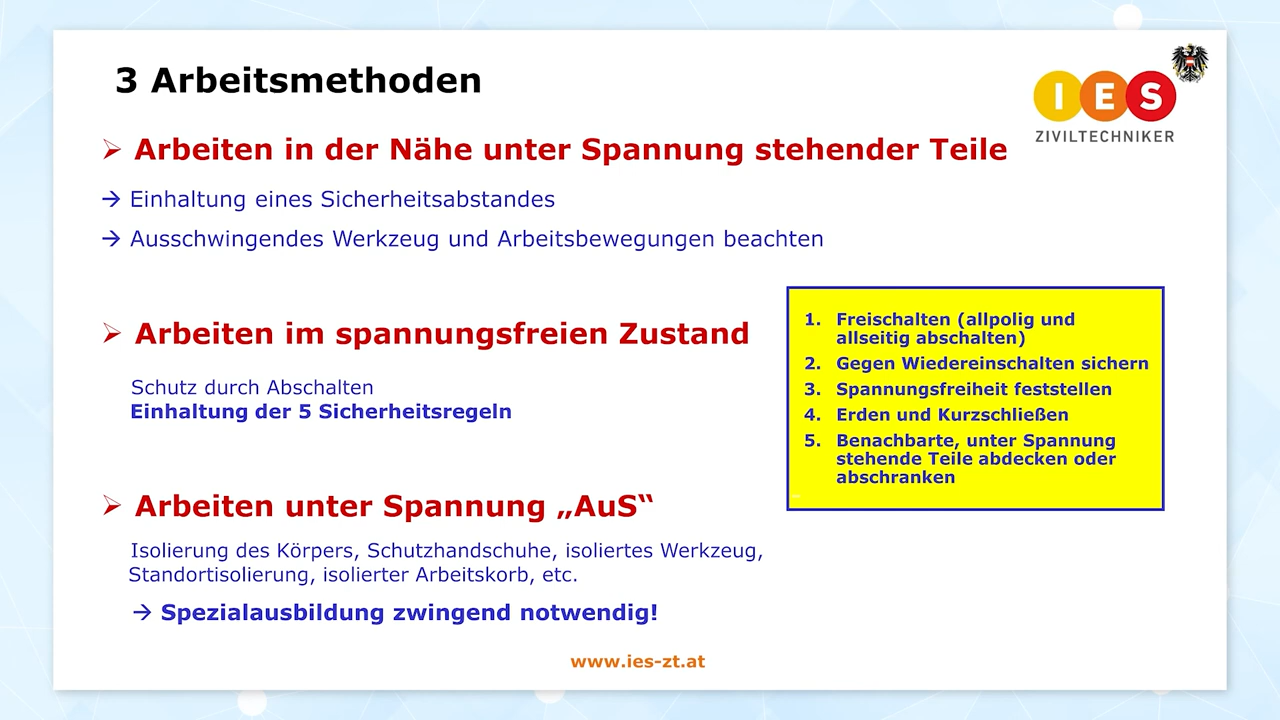 3 Arbeitsmethoden
I E S
ZIVILTECHNIKER
➢ Arbeiten in der Nähe unter Spannung stehender Teile
→ Einhaltung eines Sicherheitsabstandes
→ Ausschwingendes Werkzeug und Arbeitsbewegungen beachten
➢ Arbeiten im spannungsfreien Zustand
Schutz durch Abschalten
Einhaltung der 5 Sicherheitsregeln
1. Freischalten (allpolig und
allseitig abschalten)
2. Gegen Wiedereinschalten sichern
3. Spannungsfreiheit feststellen
4. Erden und Kurzschließen
5. Benachbarte, unter Spannung
stehende Teile abdecken oder
abschranken
➢ Arbeiten unter Spannung „AuS“
Isolierung des Körpers, Schutzhandschuhe, isoliertes Werkzeug,
Standortisolierung, isolierter Arbeitskorb, etc.
→ Spezialausbildung zwingend notwendig!
www.ies-zt.at